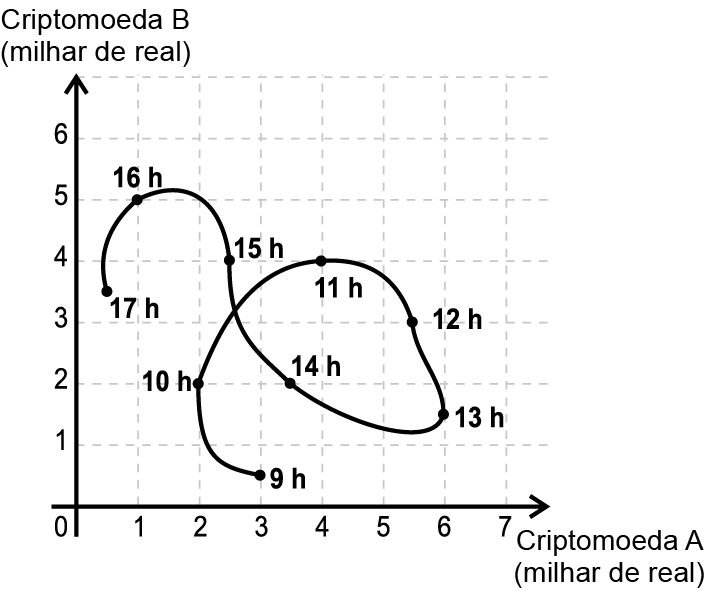 Criptomoeda B
(milhar de real)
6
16 h
5
15 h
4
11 h
17 h
3
12 h
14 h
10 h
2
13 h
1
9 h
0 1 2 3 4 5 6 7
Criptomoeda A
(milhar de real)